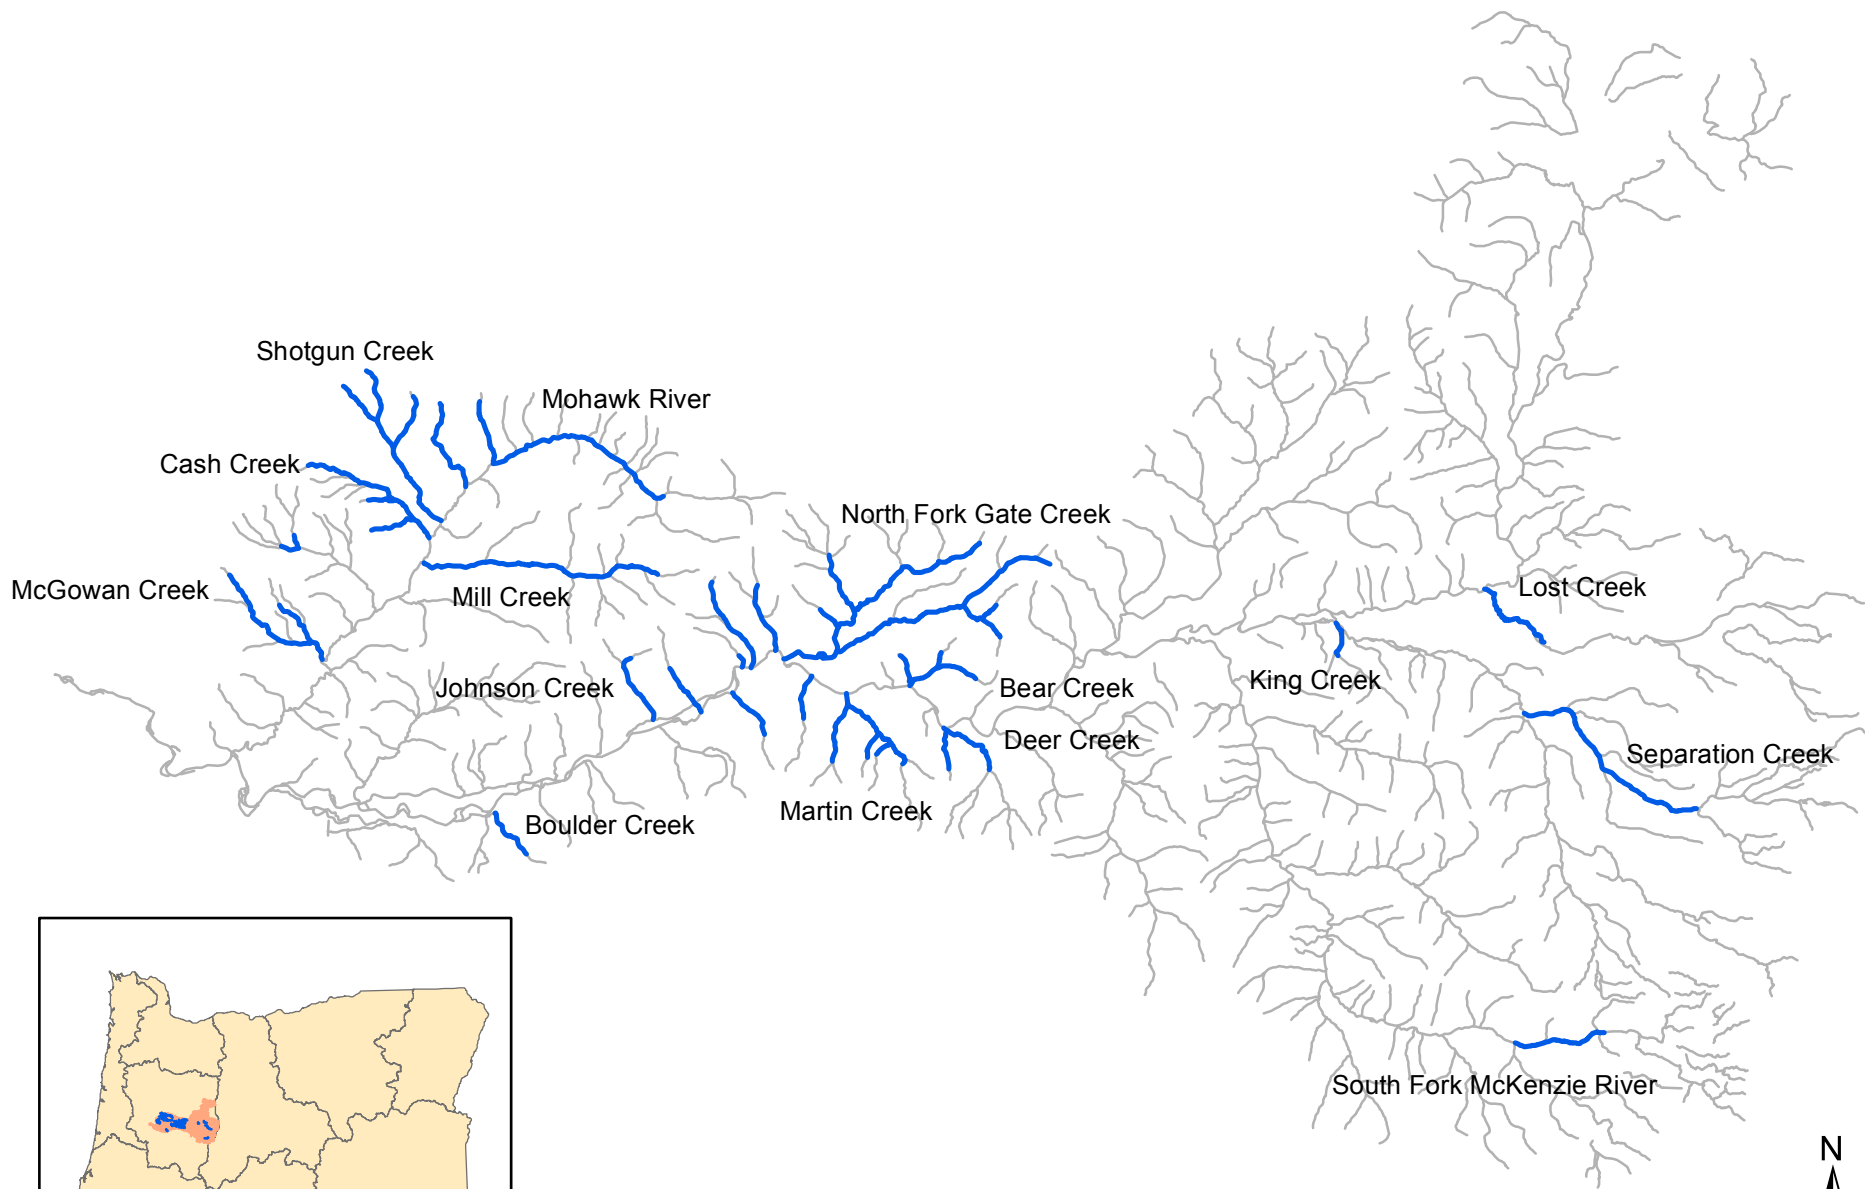 Shotgun Creek
Mohawk River
Cash Creek
North Fork Gate Creek
McGowan Creek
Mill Creek
Lost Creek
Johnson Creek
Bear Creek
King Creek
Deer Creek
Separation Creek
Martin Creek
Boulder Creek
South Fork McKenzie River
N